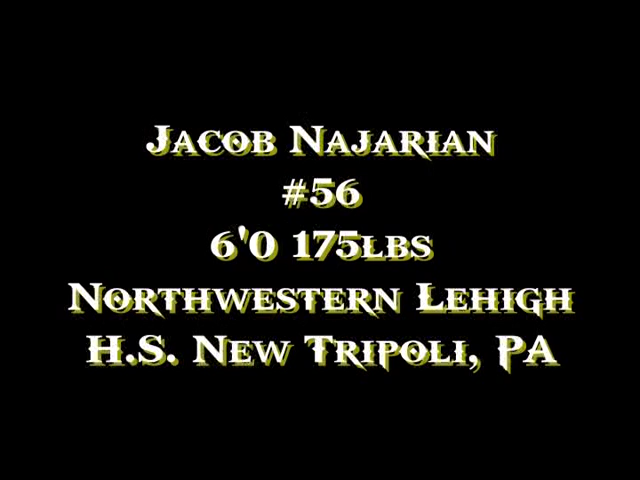 Jacob Najarian
#56
6'0 175lbs
Northwestern Lehigh
H.S. New Tripoli, PA